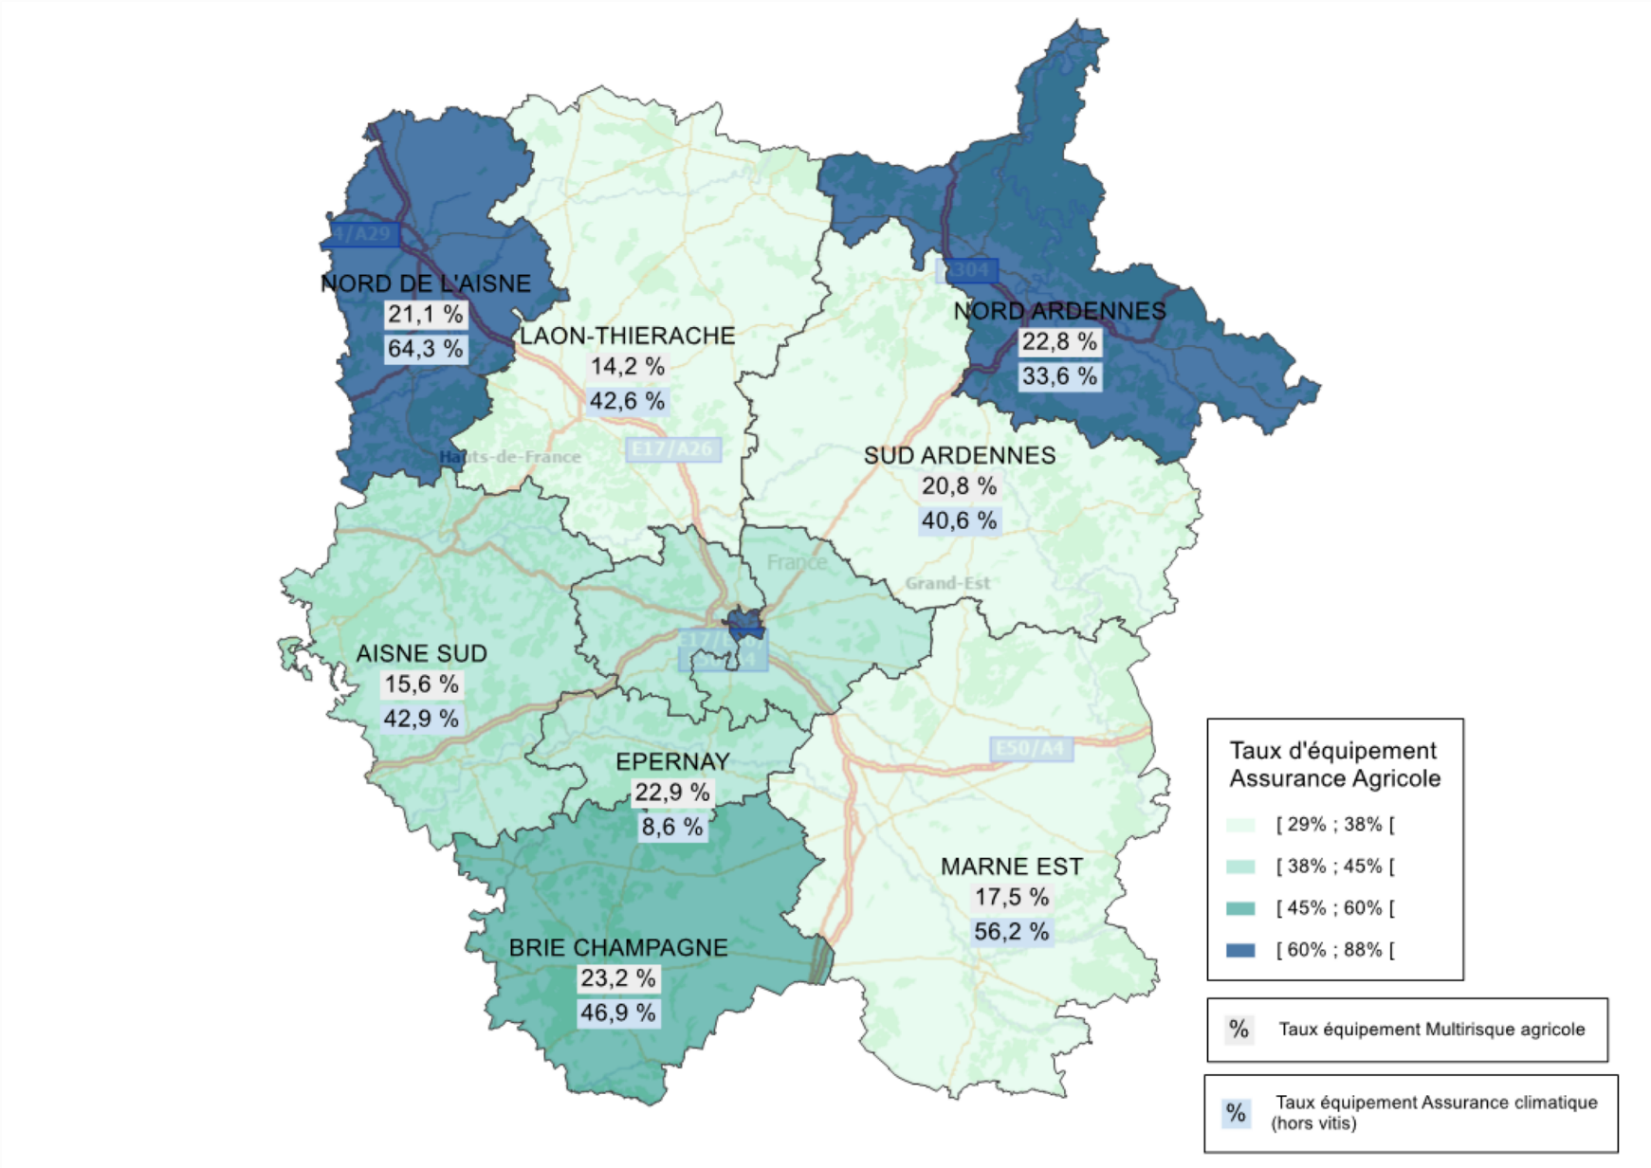 4/A29
NORD DE L'AISNE
21,1 %
64,3 %
A304
NORD ARDENNES
22,8 %
33,6 %
LAON-THIERACHE
14,2 %
42,6 %
E17/A26
Hauts-de-France
SUD ARDENNES
20,8 %
40,6 %
France
Grand-Est
AISNE SUD
15,6 %
42,9 %
EPERNAY
22,9 %
8,6 %
E50/A4
MARNE EST
17,5 %
56,2 %
BRIE CHAMPAGNE
23,2 %
46,9 %
Taux d'équipement
Assurance Agricole
[ 29% ; 38% [
[ 38% ; 45% [
[ 45% ; 60% [
[ 60% ; 88% [
% Taux équipement Multirisque agricole
% Taux équipement Assurance climatique
(hors vitis)